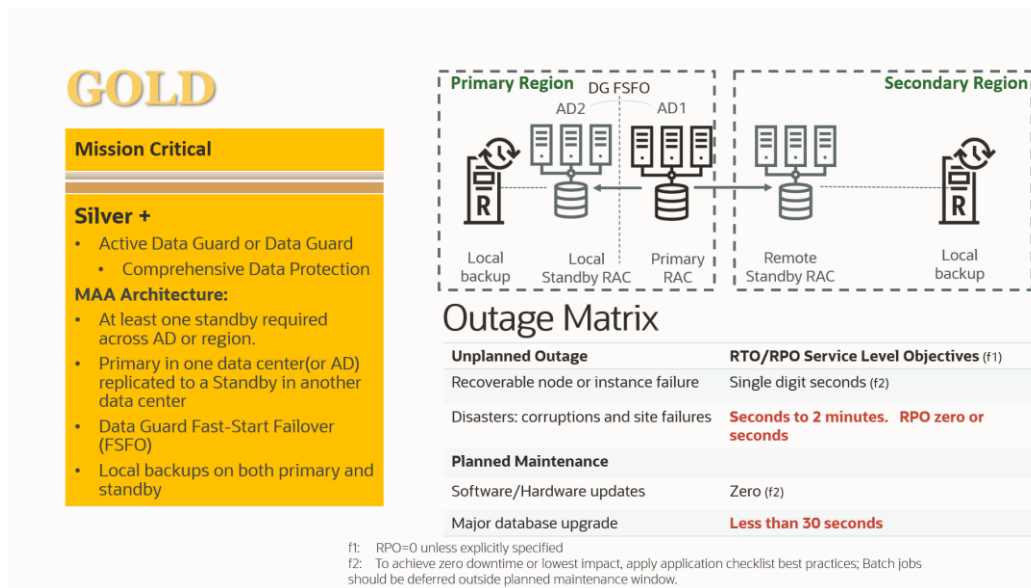 GOLD
Mission Critical
Silver +
• Active Data Guard or Data Guard
• Comprehensive Data Protection
MAA Architecture:
• At least one standby required
across AD or region.
• Primary in one data center(or AD)
replicated to a Standby in another
data center
• Data Guard Fast-Start Failover
(FSFO)
• Local backups on both primary and
standby
Primary Region
DG FSFO
Secondary Region
AD2
AD1
R
R
Local
backup
Local
Standby RAC
Primary
RAC
Remote
Standby RAC
Local
backup
Outage Matrix
Unplanned Outage RTO/RPO Service Level Objectives (f1)
Recoverable node or instance failure Single digit seconds (f2)
Disasters: corruptions and site failures Seconds to 2 minutes. RPO zero or
seconds
Planned Maintenance
Software/Hardware updates Zero (f2)
Major database upgrade Less than 30 seconds
f1: RPO=0 unless explicitly specified
f2: To achieve zero downtime or lowest impact, apply application checklist best practices; Batch jobs
should be deferred outside planned maintenance window.